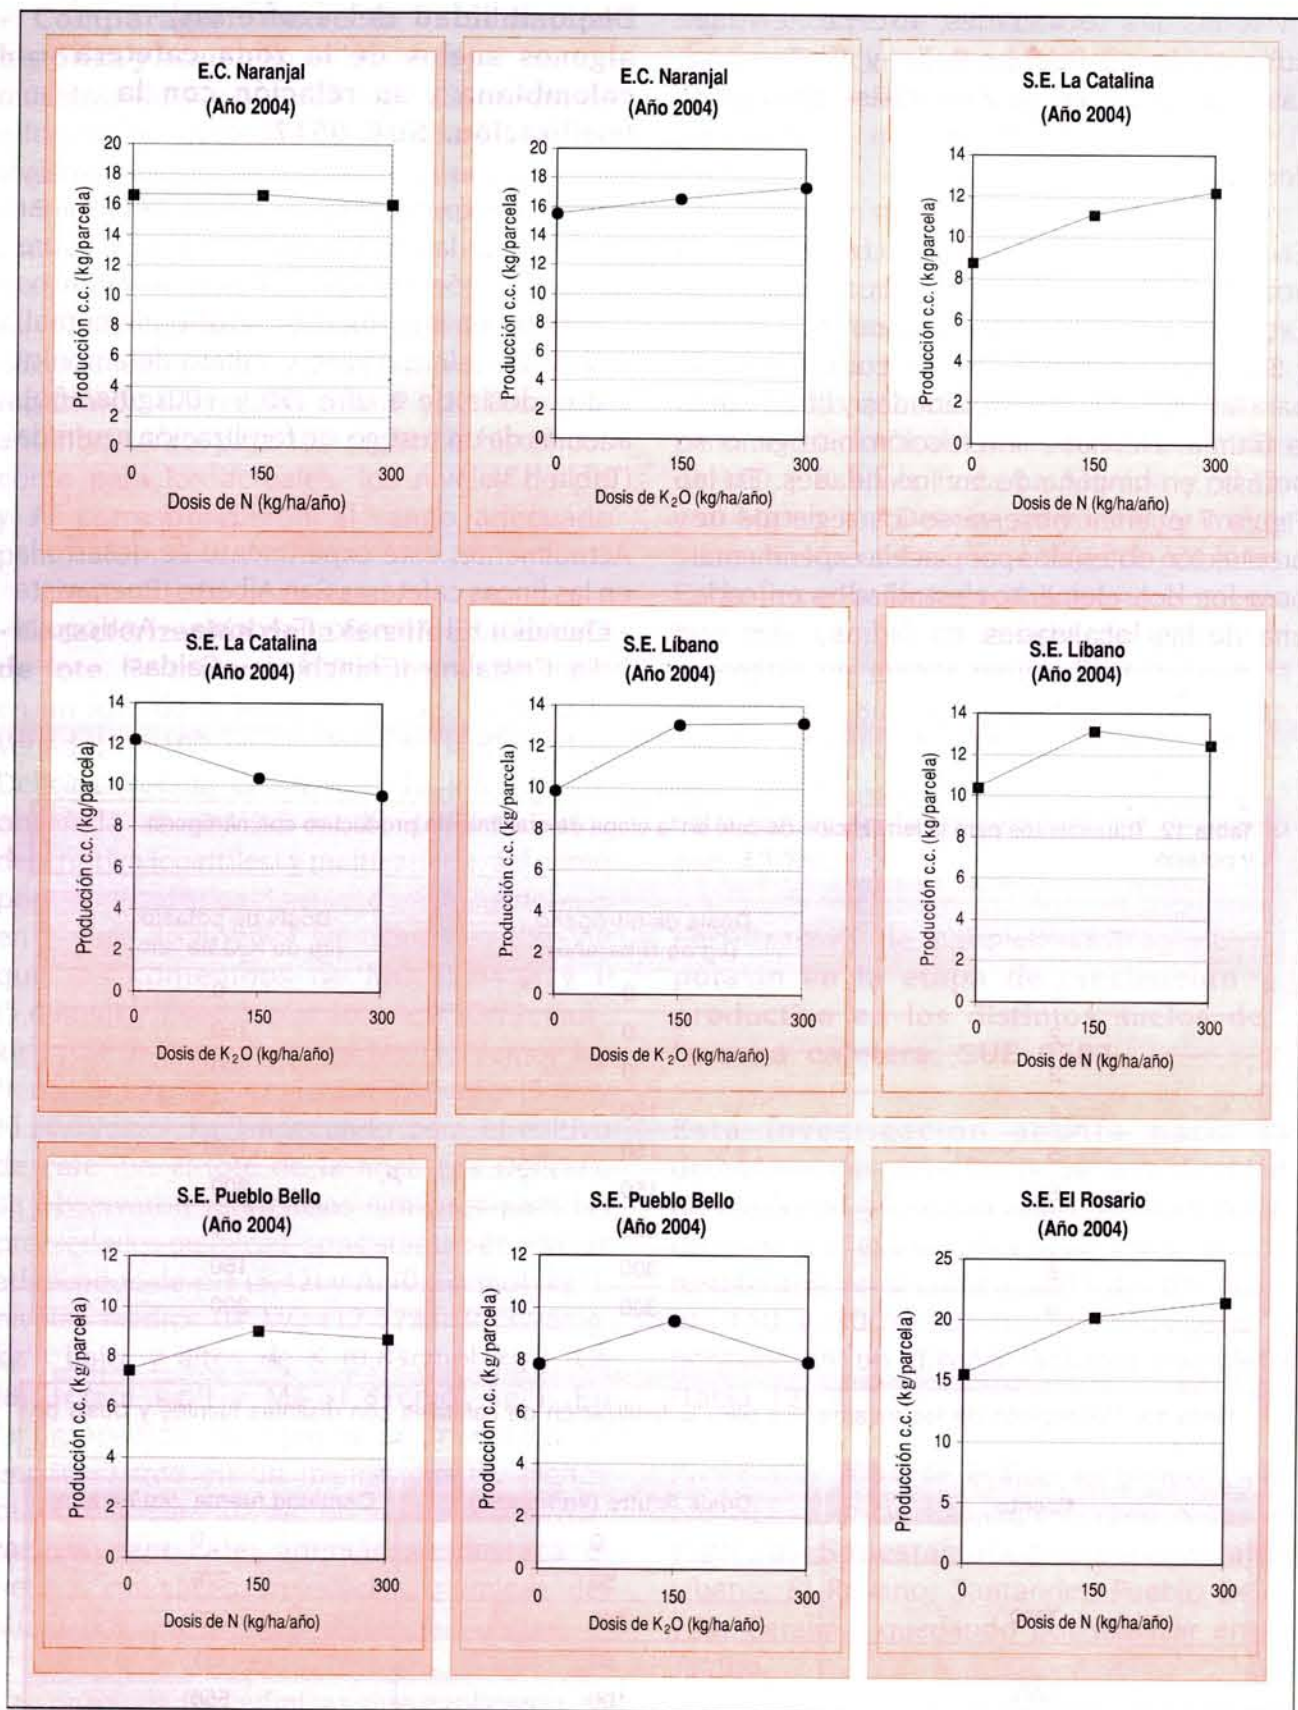 E.C. Naranjal
(Año 2004)
Producción c.c. (kg/parcela)
20
18
16
14
12
10
8
6
4
2
0
0 150 300
Dosis de N (kg/ha/año)
E.C. Naranjal
(Año 2004)
Producción c.c. (kg/parcela)
20
18
16
14
12
10
8
6
4
2
0
0 150 300
Dosis de K₂O (kg/ha/año)
S.E. La Catalina
(Año 2004)
Producción c.c. (kg/parcela)
14
12
10
8
6
4
2
0
0 150 300
Dosis de N (kg/ha/año)
S.E. La Catalina
(Año 2004)
Producción c.c. (kg/parcela)
14
12
10
8
6
4
2
0
0 150 300
Dosis de K₂O (kg/ha/año)
S.E. Líbano
(Año 2004)
Producción c.c. (kg/parcela)
14
12
10
8
6
4
2
0
0 150 300
Dosis de K₂O (kg/ha/año)
S.E. Líbano
(Año 2004)
Producción c.c. (kg/parcela)
14
12
10
8
6
4
2
0
0 150 300
Dosis de N (kg/ha/año)
S.E. Pueblo Bello
(Año 2004)
Producción c.c. (kg/parcela)
12
10
8
6
4
2
0
0 150 300
Dosis de N (kg/ha/año)
S.E. Pueblo Bello
(Año 2004)
Producción c.c. (kg/parcela)
12
10
8
6
4
2
0
0 150 300
Dosis de K₂O (kg/ha/año)
S.E. El Rosario
(Año 2004)
Producción c.c. (kg/parcela)
25
20
15
10
5
0
0 150 300
Dosis de N (kg/ha/año)